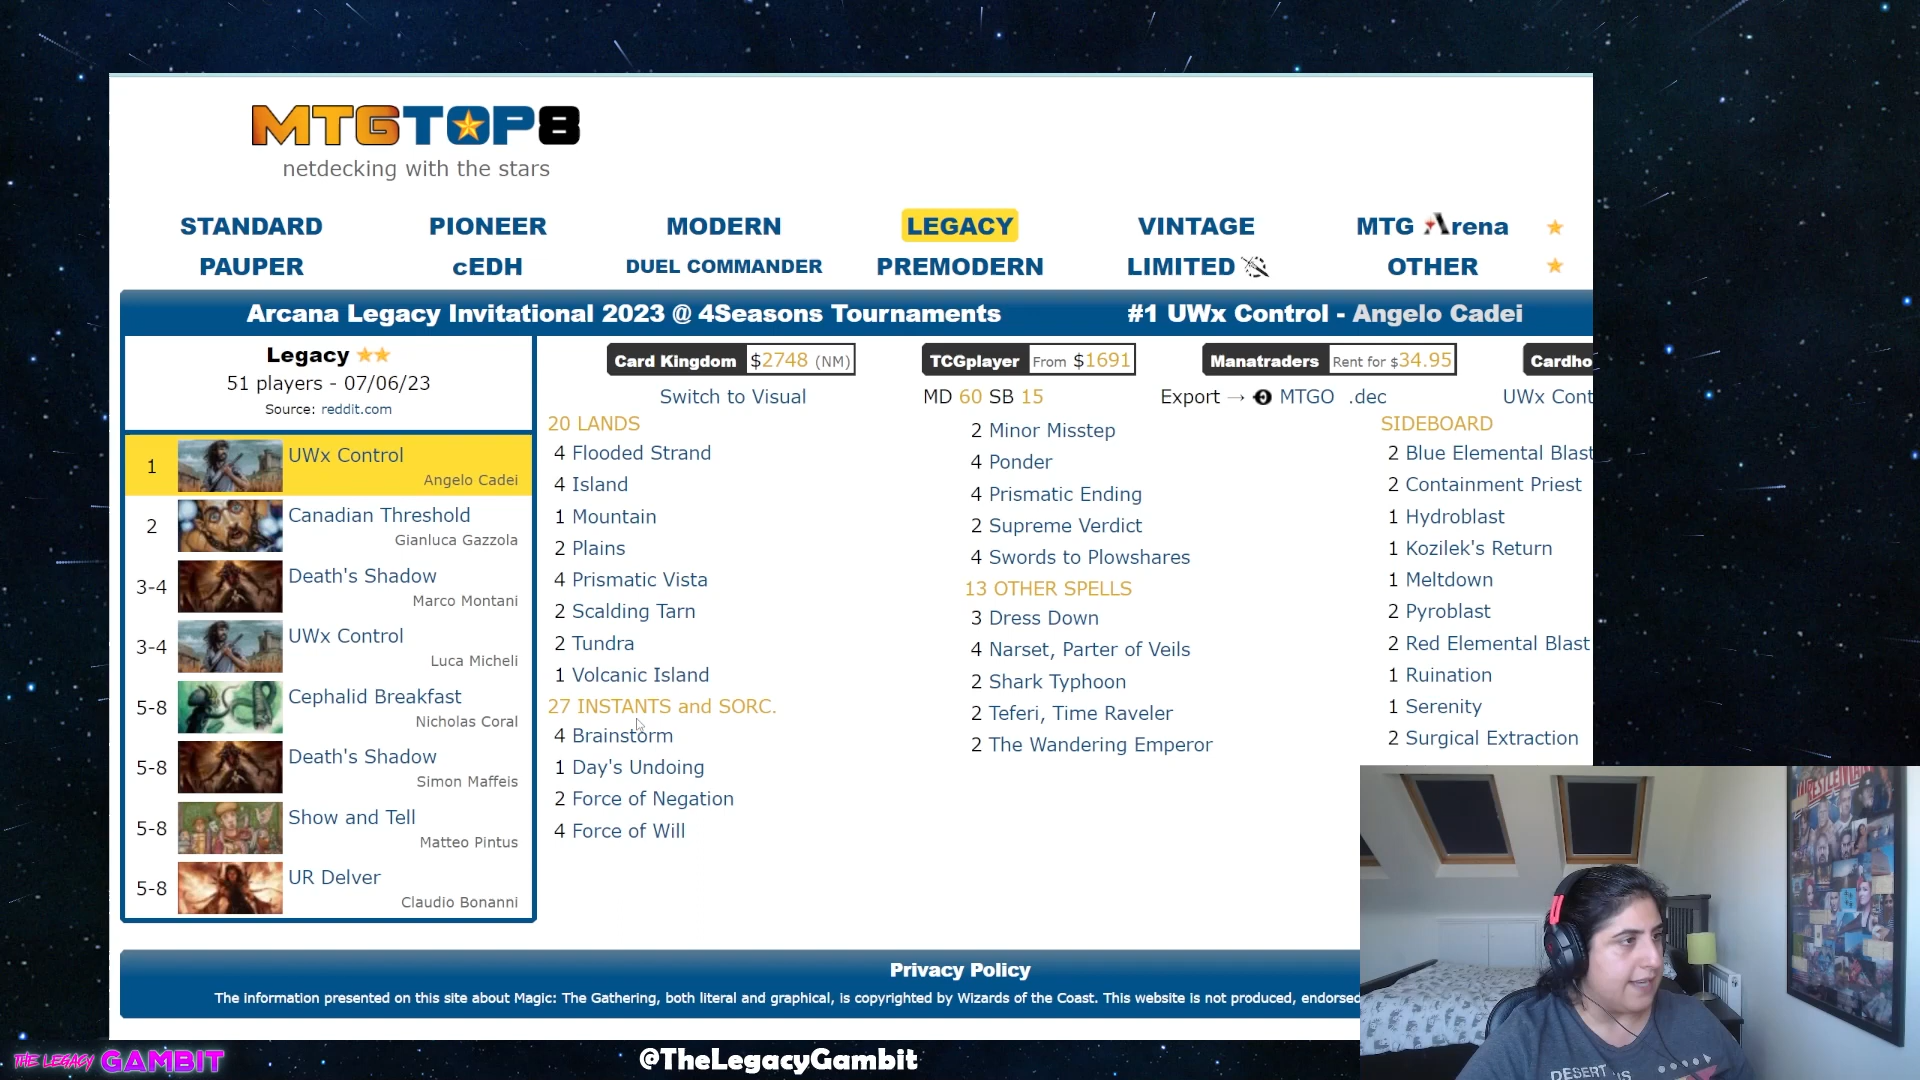 MTGTOP8
netdecking with the stars
STANDARD PIONEER MODERN LEGACY VINTAGE MTG Arena
PAUPER cEDH DUEL COMMANDER PREMODERN LIMITED OTHER
Arcana Legacy Invitational 2023 @ 4Seasons Tournaments #1 UWx Control - Angelo Cadei
Legacy
51 players - 07/06/23
Source: reddit.com
1 UWx Control
Angelo Cadei
2 Canadian Threshold
Gianluca Gazzola
3-4 Death's Shadow
Marco Montani
3-4 UWx Control
Luca Micheli
5-8 Cephalid Breakfast
Nicholas Coral
5-8 Death's Shadow
Simon Maffeis
5-8 Show and Tell
Matteo Pintus
5-8 UR Delver
Claudio Bonanni
Card Kingdom $2748 (NM) TCGplayer From $1691 Manatraders Rent for $34.95 Cardho
Switch to Visual MD 60 SB 15 Export → MTGO .dec UWx Cont
20 LANDS
4 Flooded Strand
4 Island
1 Mountain
2 Plains
4 Prismatic Vista
2 Scalding Tarn
2 Tundra
1 Volcanic Island
27 INSTANTS and SORC.
4 Brainstorm
1 Day's Undoing
2 Force of Negation
4 Force of Will
2 Minor Misstep
4 Ponder
4 Prismatic Ending
2 Supreme Verdict
4 Swords to Plowshares
13 OTHER SPELLS
3 Dress Down
4 Narset, Parter of Veils
2 Shark Typhoon
2 Teferi, Time Raveler
2 The Wandering Emperor
SIDEBOARD
2 Blue Elemental Blast
2 Containment Priest
1 Hydroblast
1 Kozilek's Return
1 Meltdown
2 Pyroblast
2 Red Elemental Blast
1 Ruination
1 Serenity
2 Surgical Extraction
Privacy Policy
The information presented on this site about Magic: The Gathering, both literal and graphical, is copyrighted by Wizards of the Coast. This website is not produced, endorsed
THE LEGACY GAMBIT
@TheLegacyGambit
DESERT